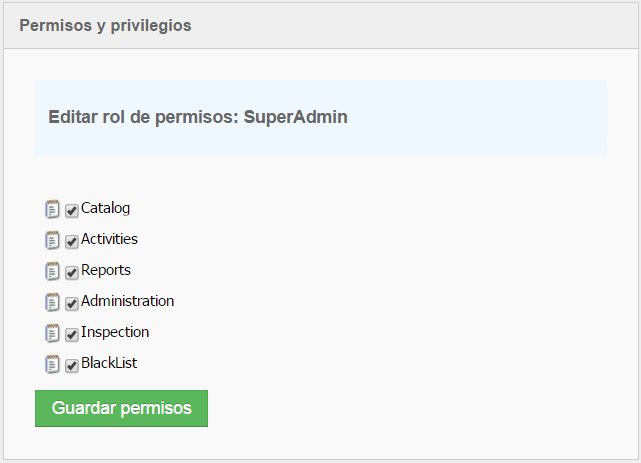 Permisos y privilegios
Editar rol de permisos: SuperAdmin
Catalog
Activities
Reports
Administration
Inspection
BlackList
Guardar permisos